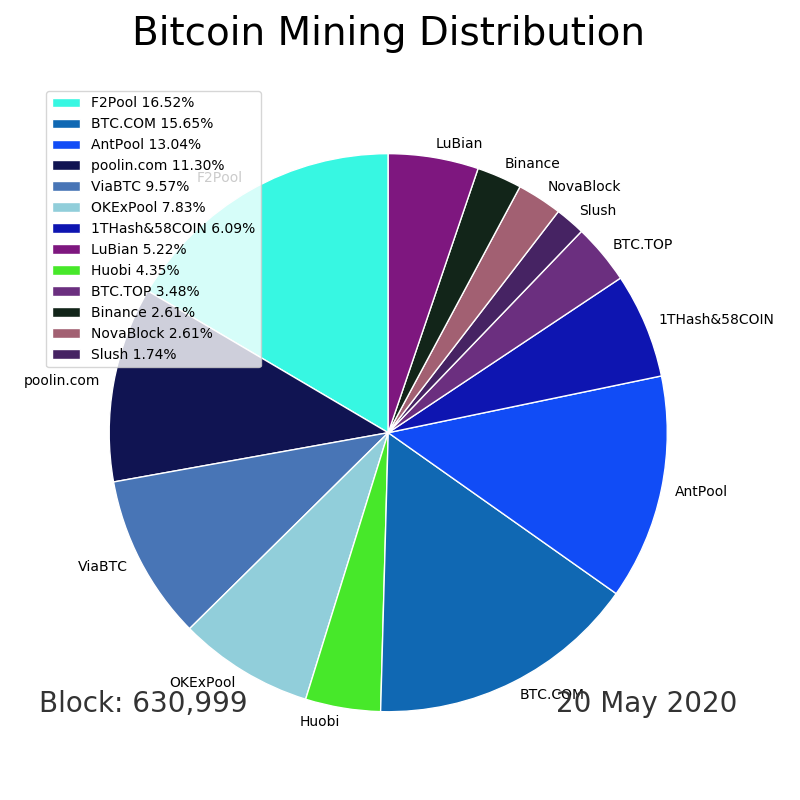 Bitcoin Mining Distribution
F2Pool 16.52%
BTC.COM 15.65%
AntPool 13.04%
poolin.com 11.30%
ViaBTC 9.57%
OKExPool 7.83%
1THash&58COIN 6.09%
LuBian 5.22%
Huobi 4.35%
BTC.TOP 3.48%
Binance 2.61%
NovaBlock 2.61%
Slush 1.74%
F2Pool
LuBian
Binance
NovaBlock
Slush
BTC.TOP
1THash&58COIN
poolin.com
AntPool
ViaBTC
OKExPool
BTC.COM
Huobi
Block: 630,999
20 May 2020